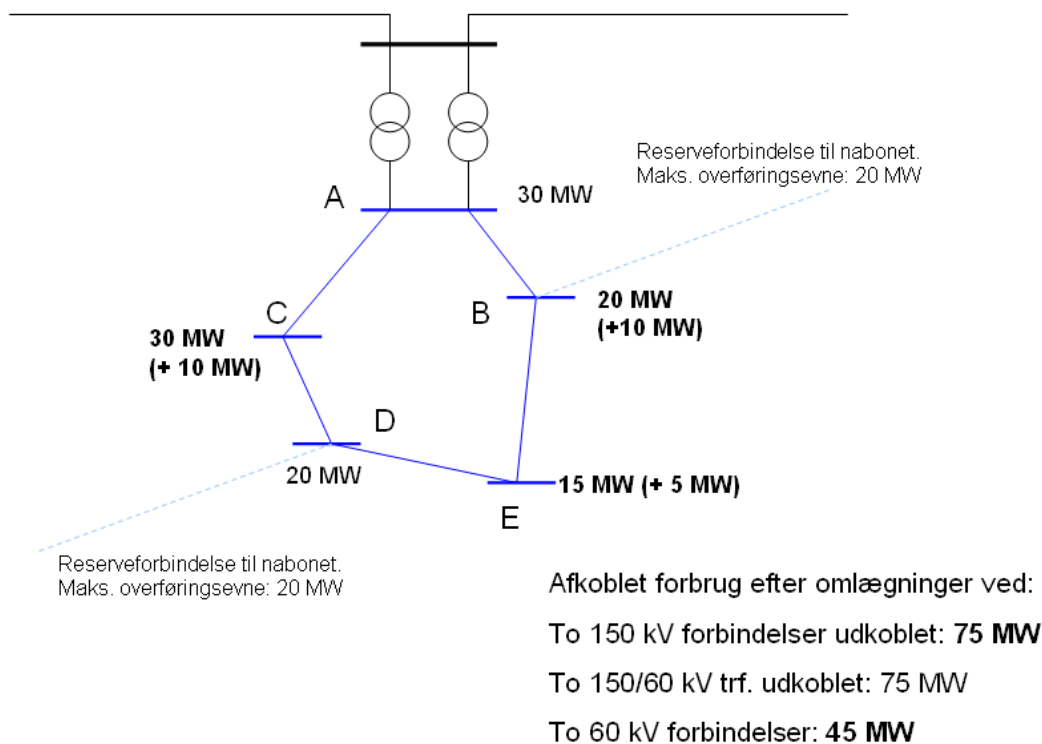 Reserveforbindelse til nabonet.
Maks. overføringsevne: 20 MW
A
30 MW
C
B
20 MW
(+10 MW)
30 MW
(+ 10 MW)
D
20 MW
15 MW (+ 5 MW)
E
Reserveforbindelse til nabonet.
Maks. overføringsevne: 20 MW
Afkoblet forbrug efter omlægninger ved:
To 150 kV forbindelser udkoblet: 75 MW
To 150/60 kV trf. udkoblet: 75 MW
To 60 kV forbindelser: 45 MW